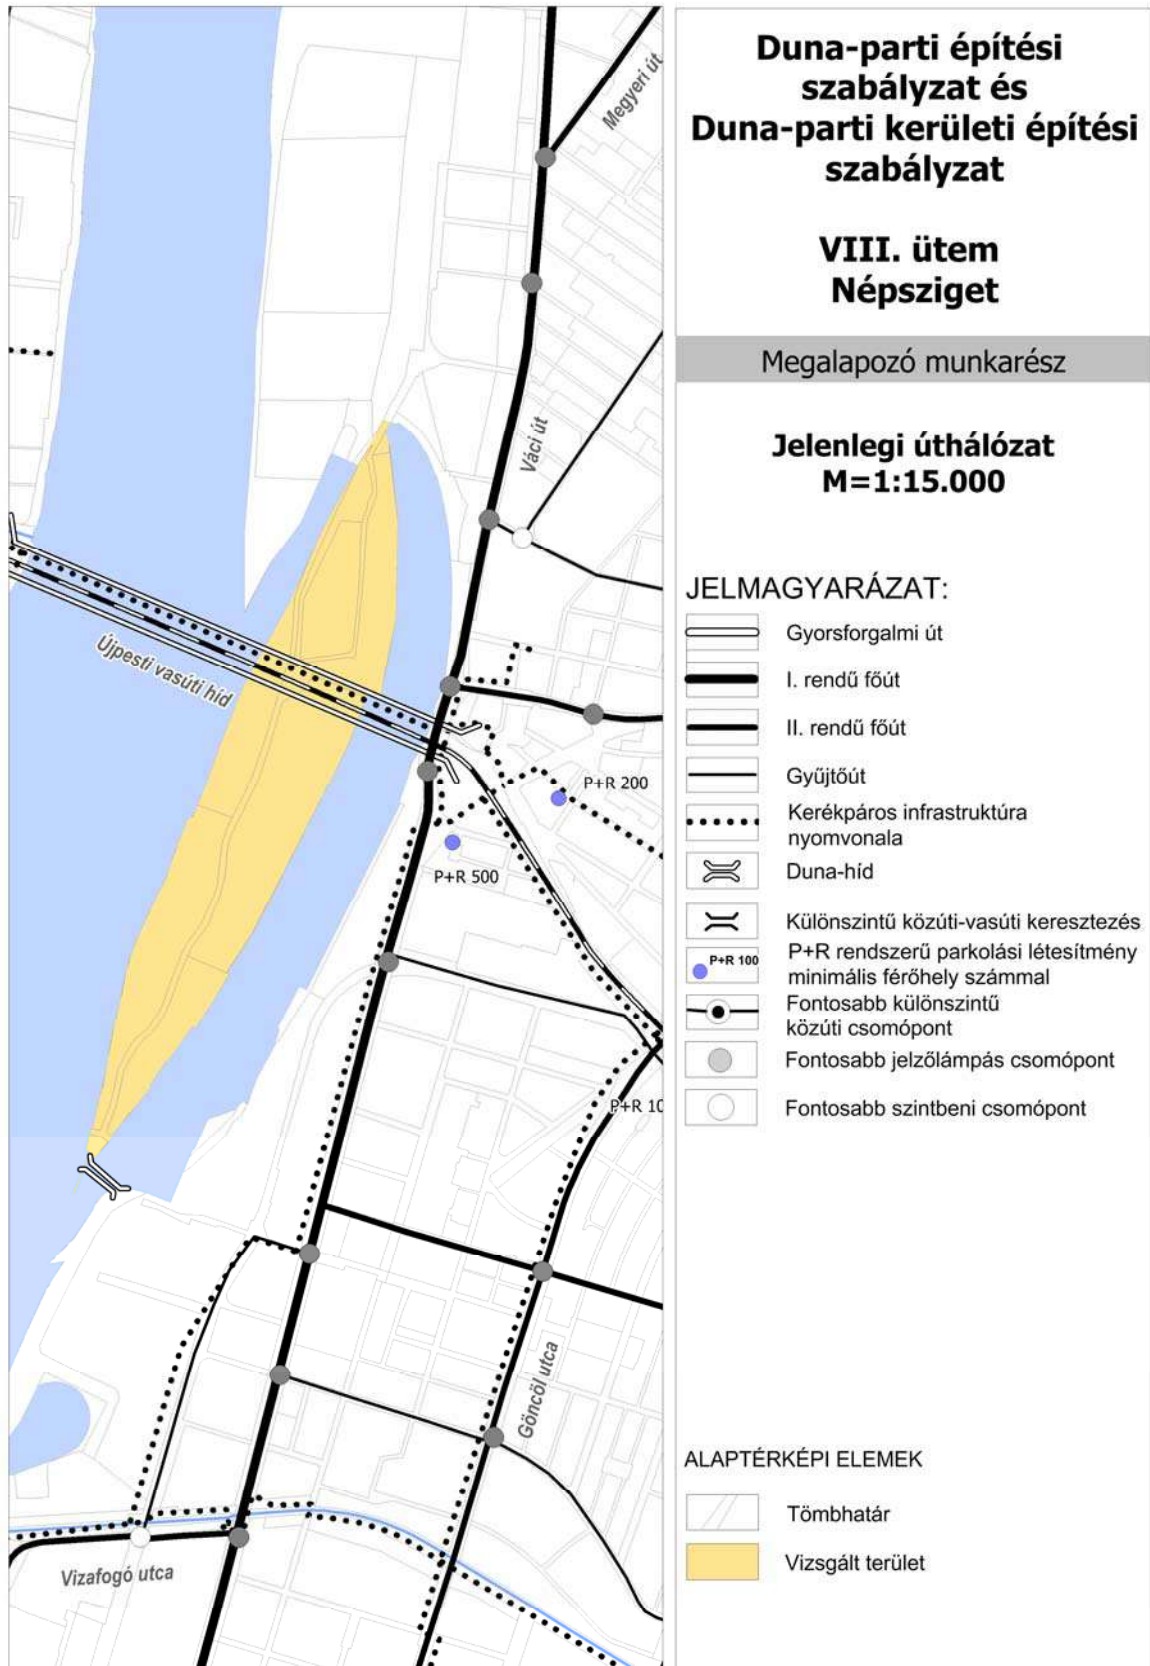 Megyeri út
Váci út
Újpesti vasúti híd
P+R 200
P+R 500
P+R 10
Göncöl utca
Vizafogó utca
Duna-parti építési
szabályzat és
Duna-parti kerületi építési
szabályzat
VIII. ütem
Népsziget
Megalapozó munkarész
Jelenlegi úthálózat
M=1:15.000
JELMAGYARÁZAT:
Gyorsforgalmi út
I. rendű főút
II. rendű főút
Gyűjtőút
Kerékpáros infrastruktúra
nyomvonala
Duna-híd
Különszintű közúti-vasúti keresztezés
P+R 100
P+R rendszerű parkolási létesítmény
minimális férőhely számmal
Fontosabb különszintű
közúti csomópont
Fontosabb jelzőlámpás csomópont
Fontosabb szintbeni csomópont
ALAPTÉRKÉPI ELEMEK
Tömbhatár
Vizsgált terület